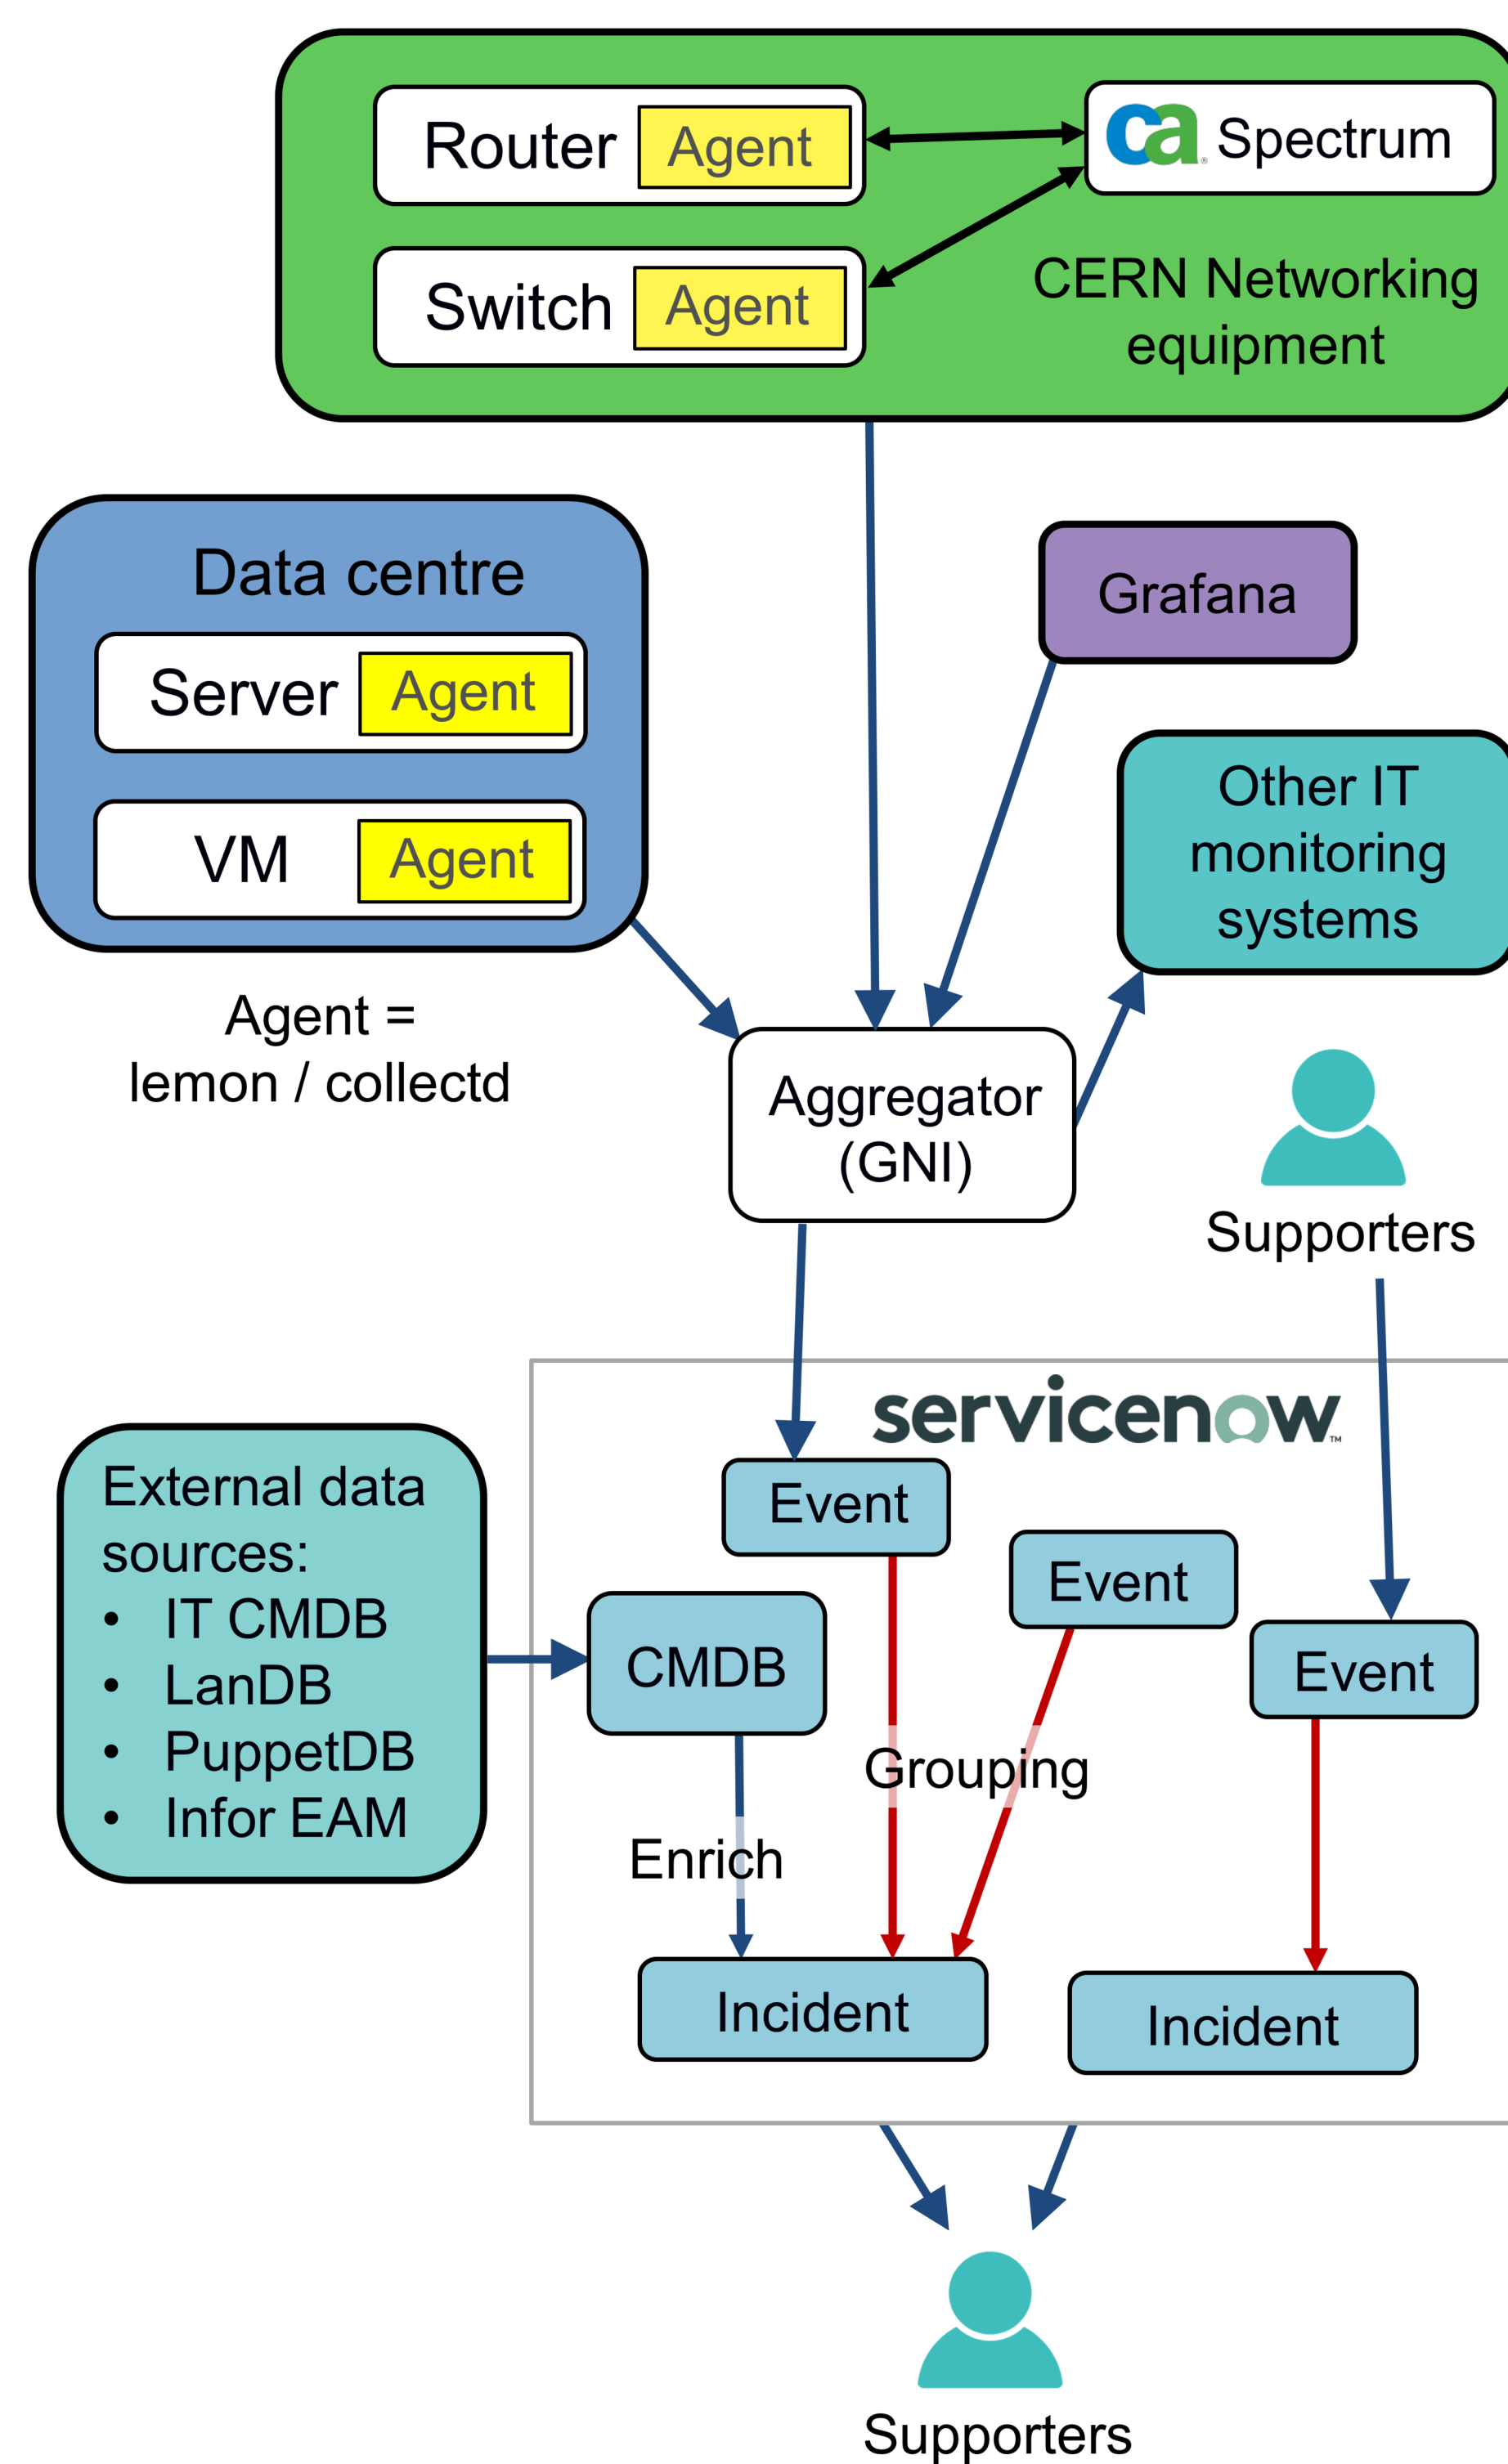 Router Agent
ca® Spectrum
Switch Agent
CERN Networking
equipment
Data centre
Server Agent
VM Agent
Agent =
lemon / collectd
Grafana
Other IT
monitoring
systems
Aggregator
(GNI)
Supporters
servicenow™
External data
sources:
• IT CMDB
• LanDB
• PuppetDB
• Infor EAM
Event
Event
Event
CMDB
Grouping
Enrich
Incident
Incident
Supporters